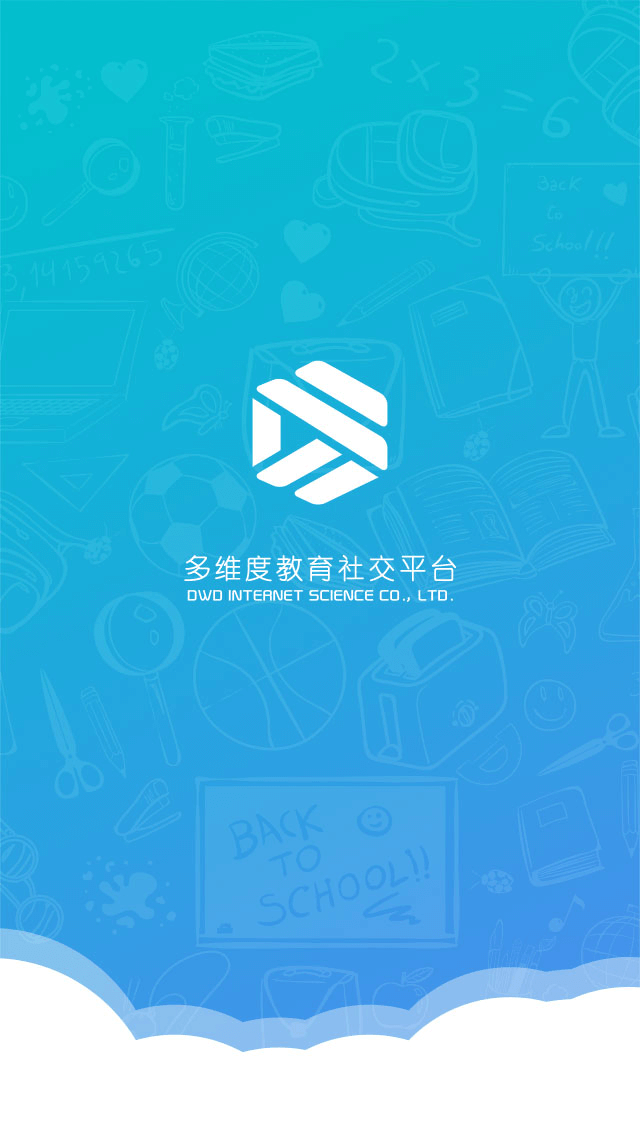 2 x 3 = 6
Back
to
School!!
3,14159265
多维度教育社交平台
DWD INTERNET SCIENCE CO., LTD.
BACK
TO
SCHOOL!!